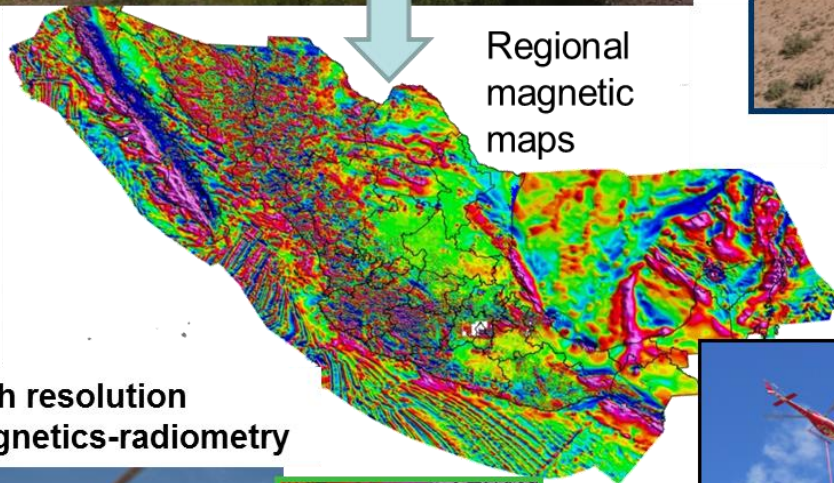 Regional
magnetic
maps
h resolution
gnetics-radiometry